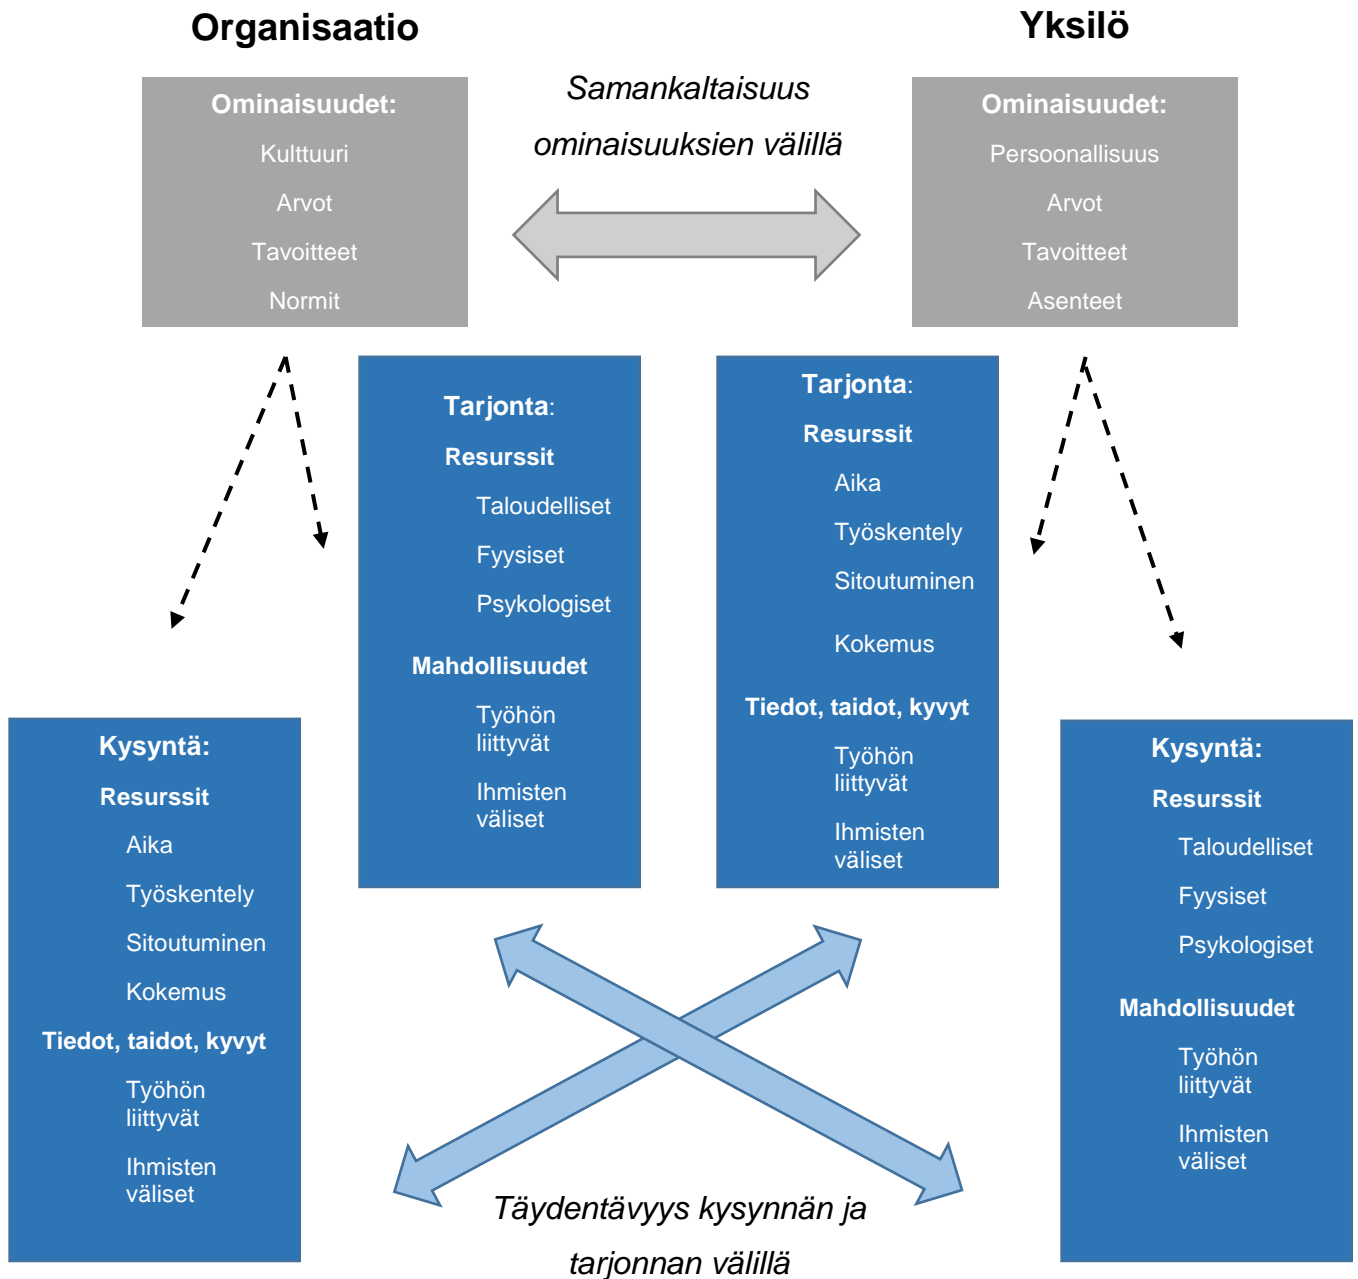 Organisaatio
Yksilö
Samankaltaisuus
ominaisuuksien välillä
Ominaisuudet:
Kulttuuri
Arvot
Tavoitteet
Normit
Ominaisuudet:
Persoonallisuus
Arvot
Tavoitteet
Asenteet
Tarjonta:
Resurssit
Taloudelliset
Fyysiset
Psykologiset
Mahdollisuudet
Työhön
liittyvät
Ihmisten
väliset
Tarjonta:
Resurssit
Aika
Työskentely
Sitoutuminen
Kokemus
Tiedot, taidot, kyvyt
Työhön
liittyvät
Ihmisten
väliset
Kysyntä:
Resurssit
Aika
Työskentely
Sitoutuminen
Kokemus
Tiedot, taidot, kyvyt
Työhön
liittyvät
Ihmisten
väliset
Kysyntä:
Resurssit
Taloudelliset
Fyysiset
Psykologiset
Mahdollisuudet
Työhön
liittyvät
Ihmisten
väliset
Täydentävyys kysynnän ja
tarjonnan välillä